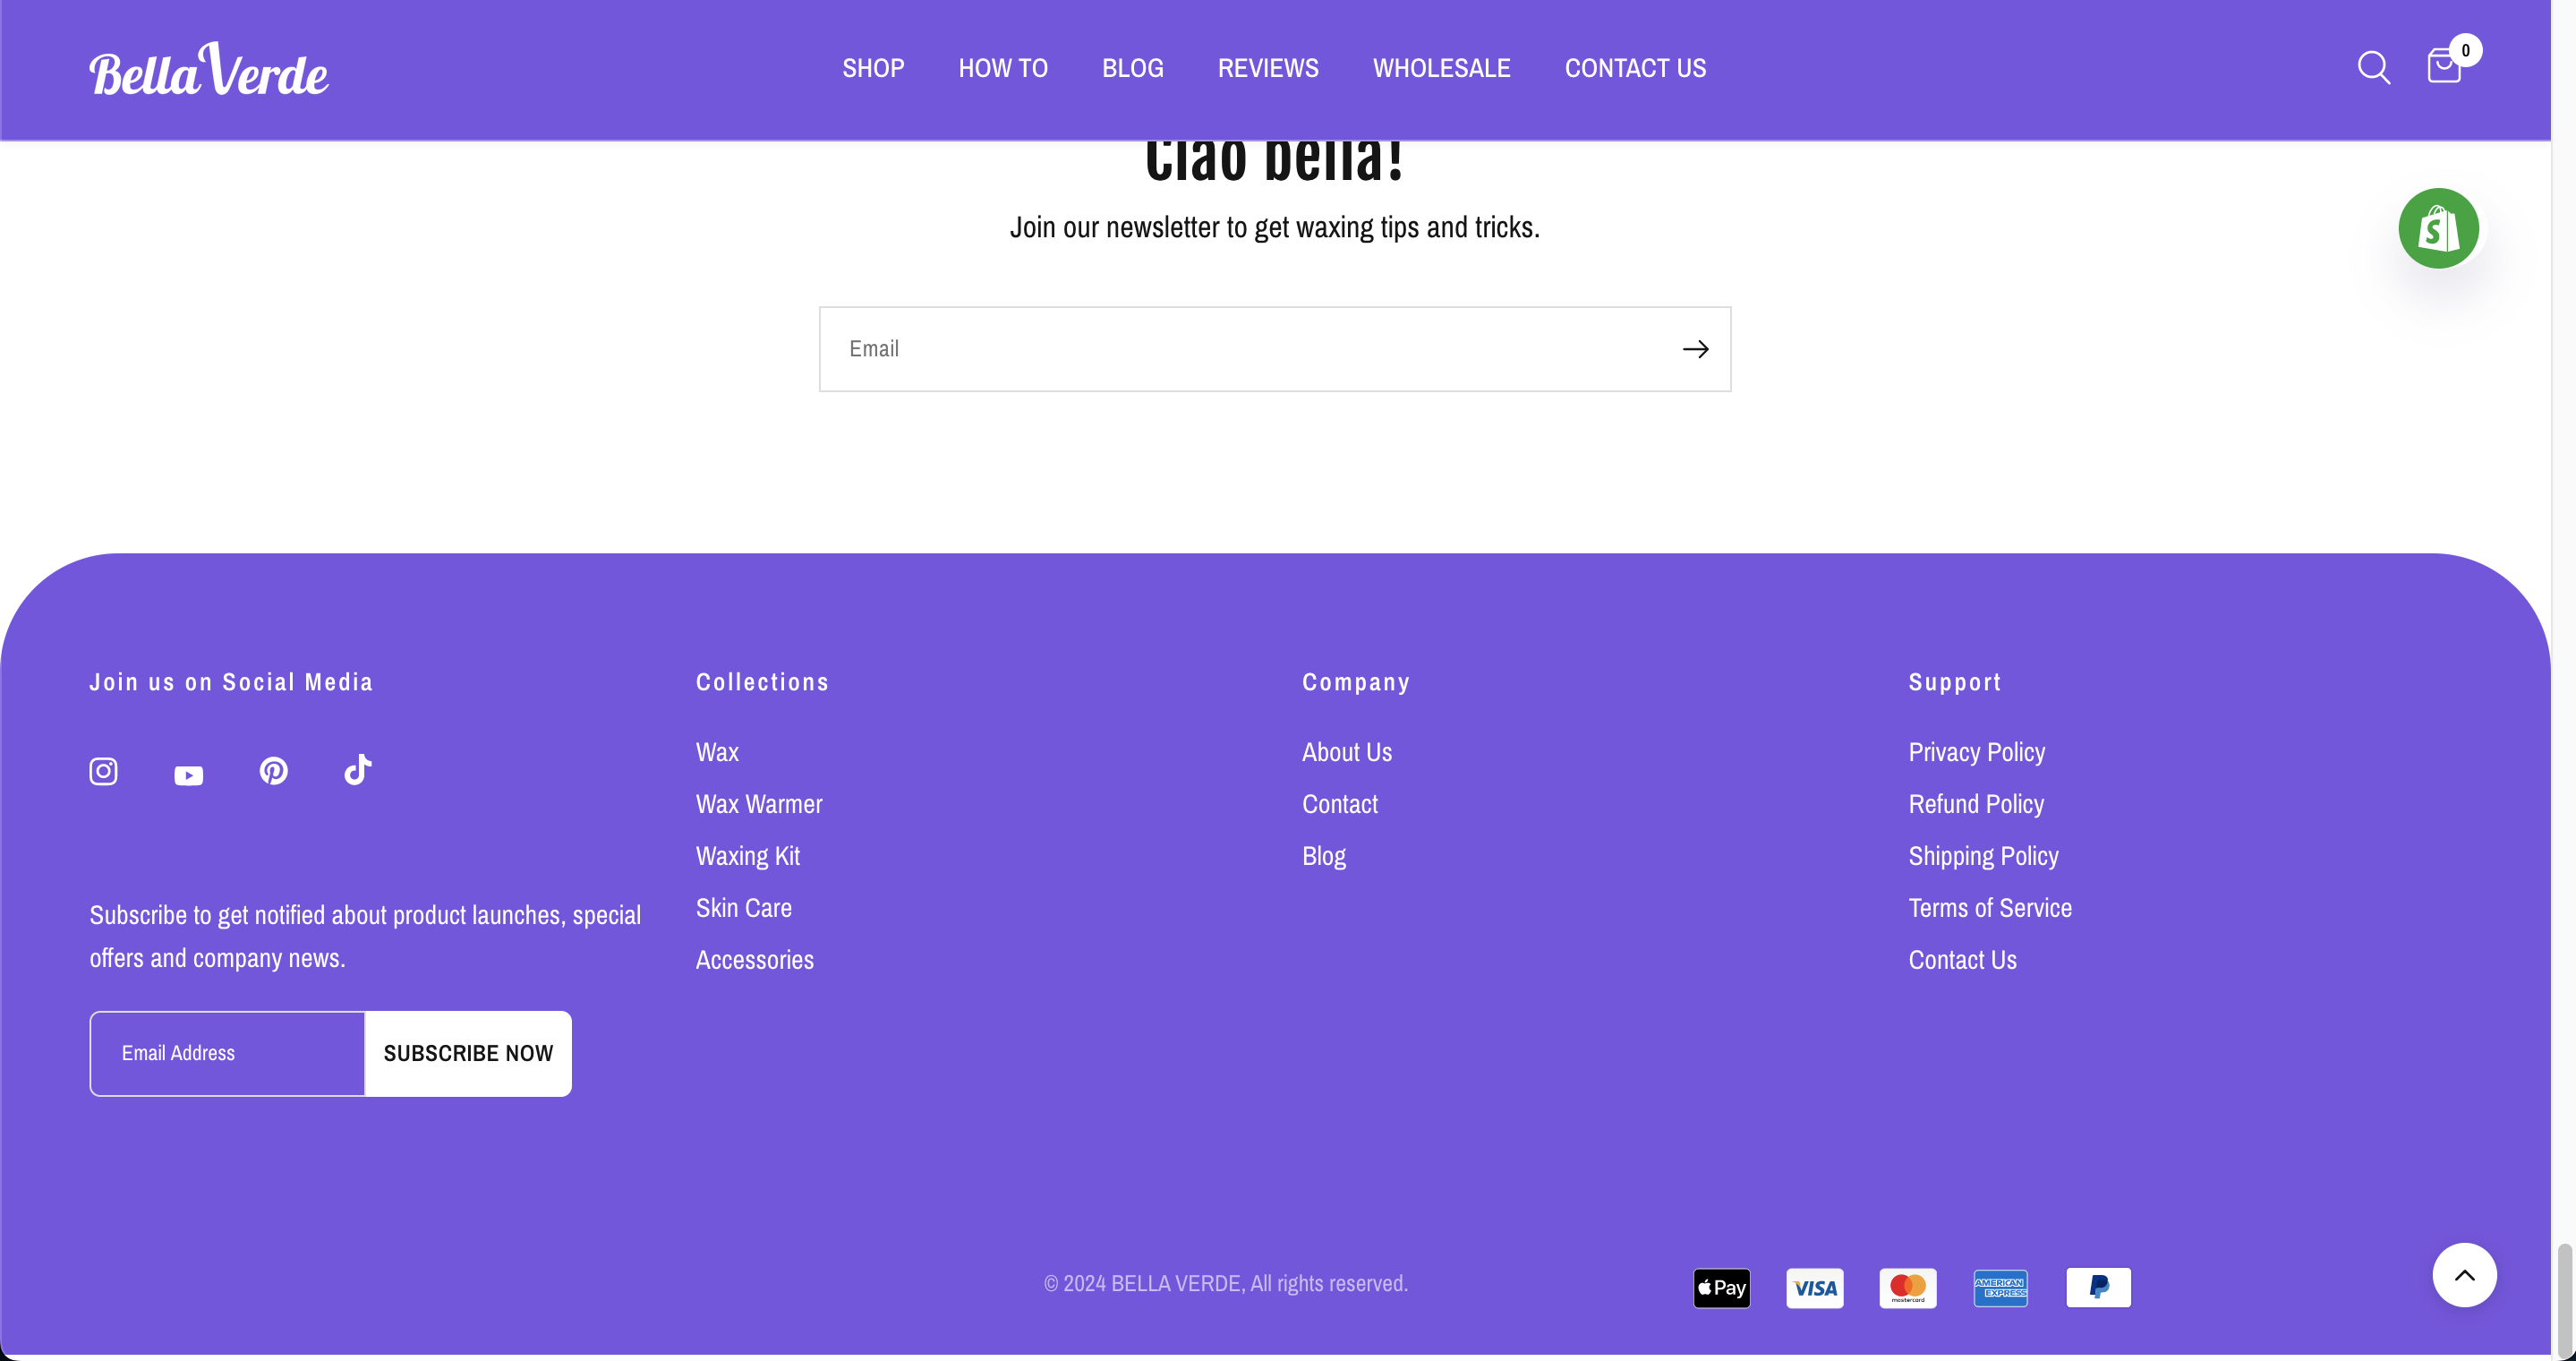 Bella Verde
SHOP HOW TO BLOG REVIEWS WHOLESALE CONTACT US
0
Ciao bella!
Join our newsletter to get waxing tips and tricks.
Email
Join us on Social Media
Subscribe to get notified about product launches, special
offers and company news.
Email Address
SUBSCRIBE NOW
Collections
Wax
Wax Warmer
Waxing Kit
Skin Care
Accessories
Company
About Us
Contact
Blog
Support
Privacy Policy
Refund Policy
Shipping Policy
Terms of Service
Contact Us
© 2024 BELLA VERDE, All rights reserved.
Pay
VISA
mastercard
AMERICAN
EXPRESS